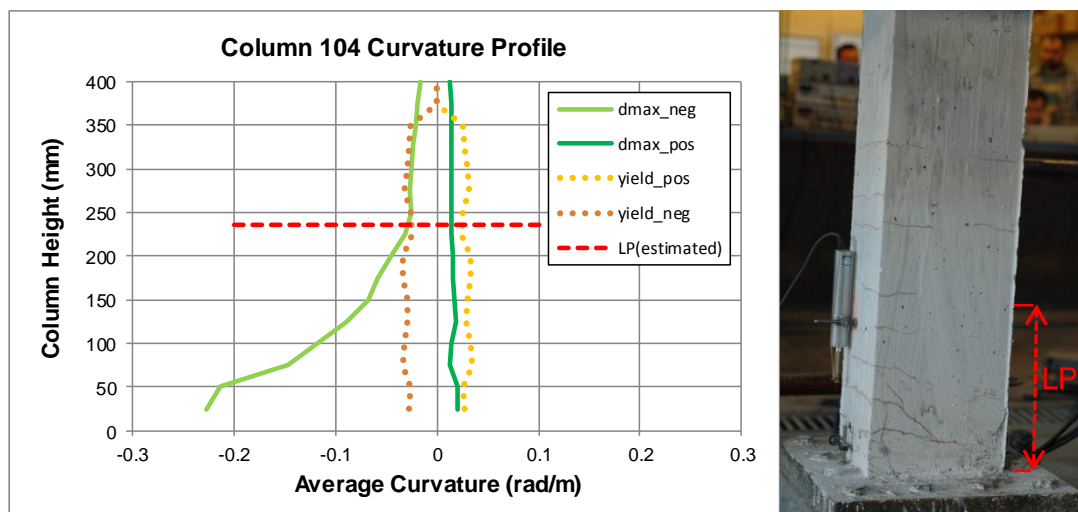 Column 104 Curvature Profile
Column Height (mm)
400
350
300
250
200
150
100
50
0
-0.3 -0.2 -0.1 0 0.1 0.2 0.3
Average Curvature (rad/m)
dmax_neg
dmax_pos
yield_pos
yield_neg
LP(estimated)
LP